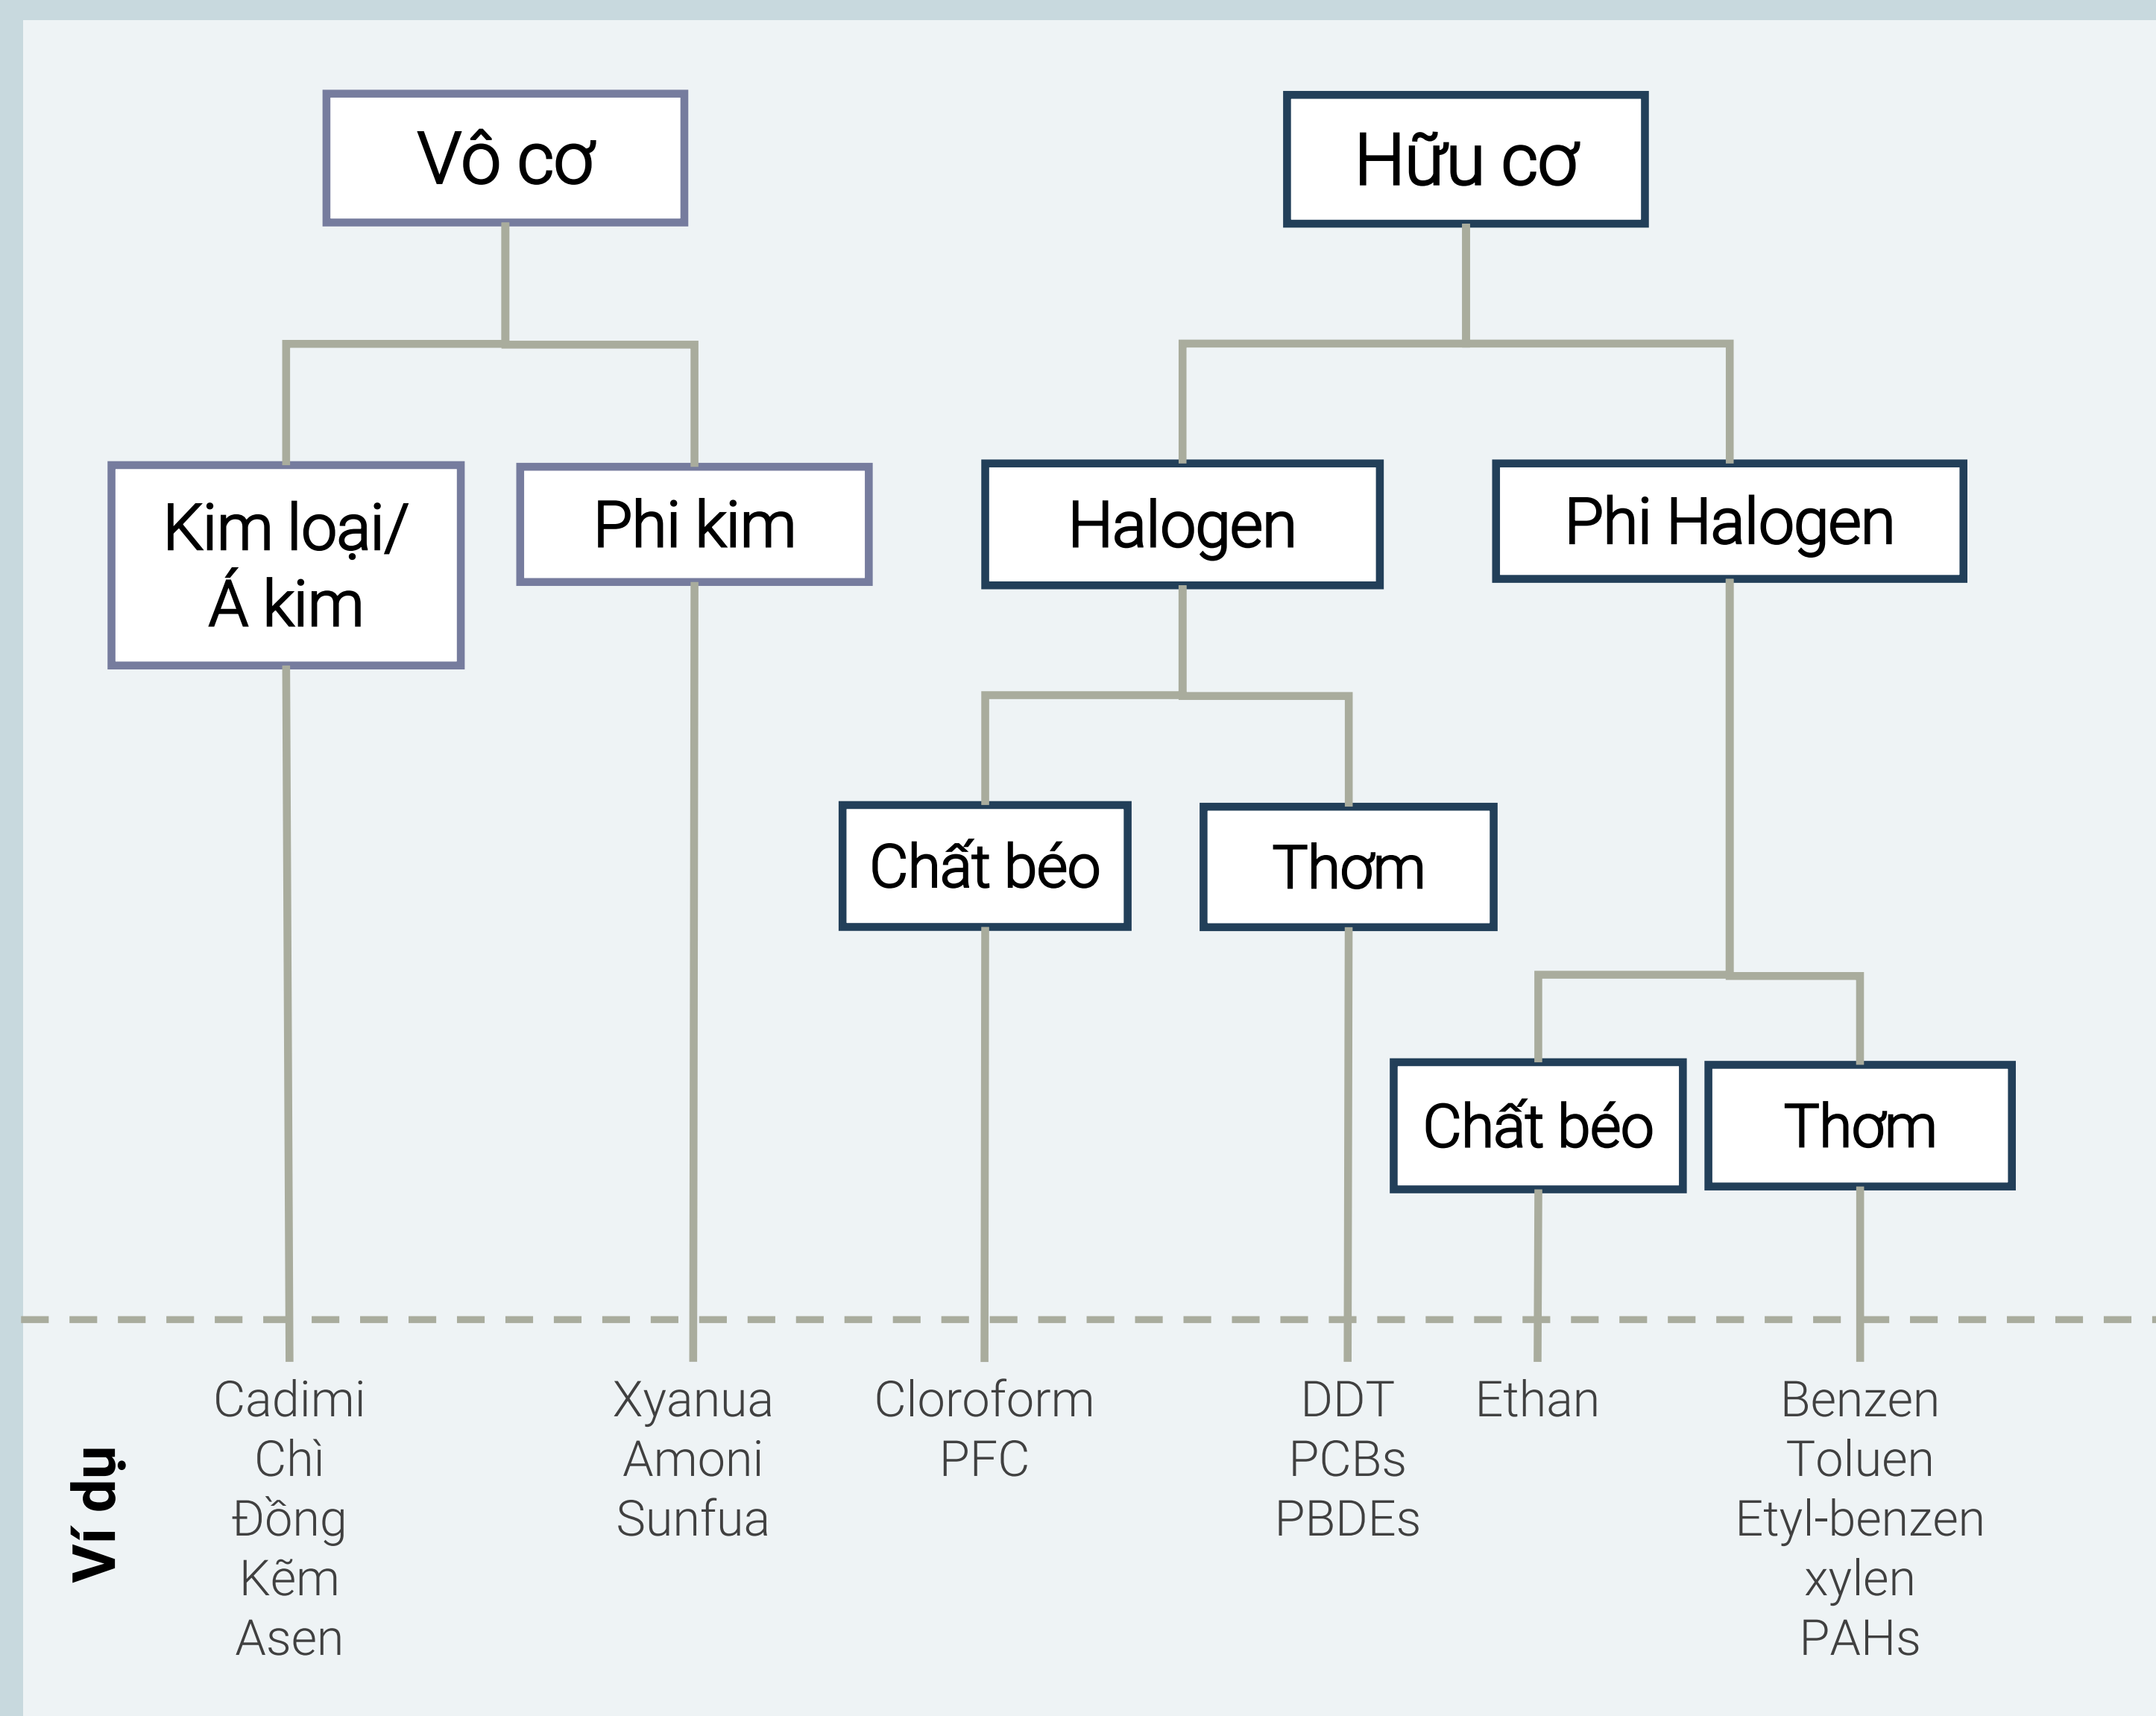 Vô cơ
Hữu cơ
Kim loại/
Á kim
Phi kim
Halogen
Phi Halogen
Chất béo
Thơm
Chất béo
Thơm
Ví dụ
Cadimi
Chì
Đồng
Kẽm
Asen
Xyanua
Amoni
Sunfua
Clorofom
PFC
DDT
PCBs
PBDEs
Ethan
Benzen
Toluen
Etyl-benzen
xylen
PAHs